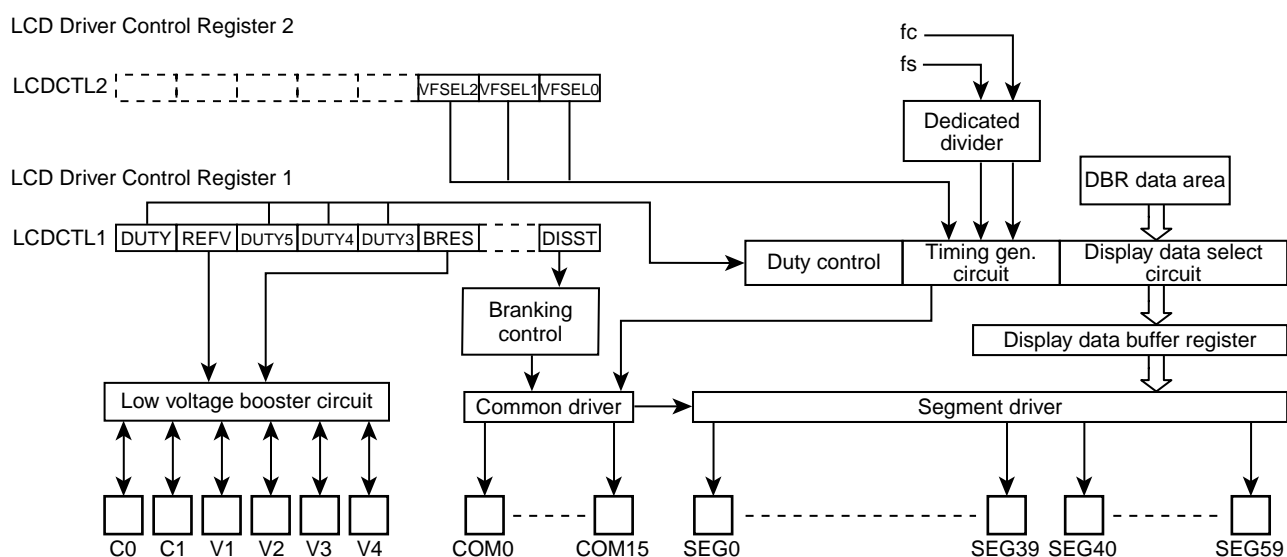 LCD Driver Control Register 2
fc
fs
LCDCTL2
VFSEL2 VFSEL1 VFSEL0
Dedicated
divider
LCD Driver Control Register 1
DBR data area
LCDCTL1
DUTY REFV DUTY5 DUTY4 DUTY3 BRES DISST
Duty control
Timing gen.
circuit
Display data select
circuit
Branking
control
Display data buffer register
Low voltage booster circuit
Common driver
Segment driver
C0 C1 V1 V2 V3 V4 COM0 COM15 SEG0 SEG39 SEG40 SEG59